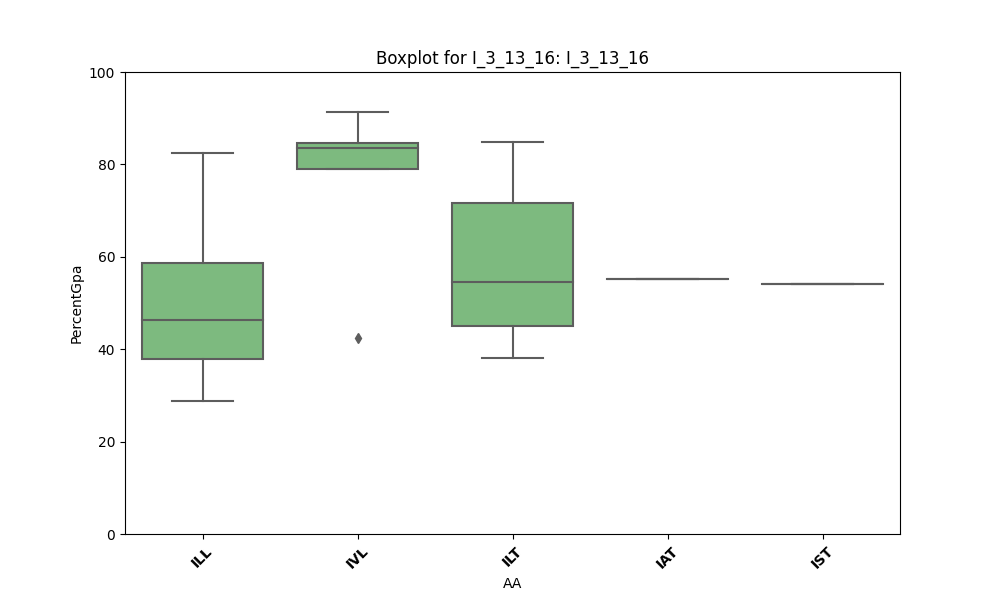 Boxplot for I_3_13_16: I_3_13_16
100
80
60
40
20
0
PercentGpa
ILL
IVL
ILT
IAT
IST
AA